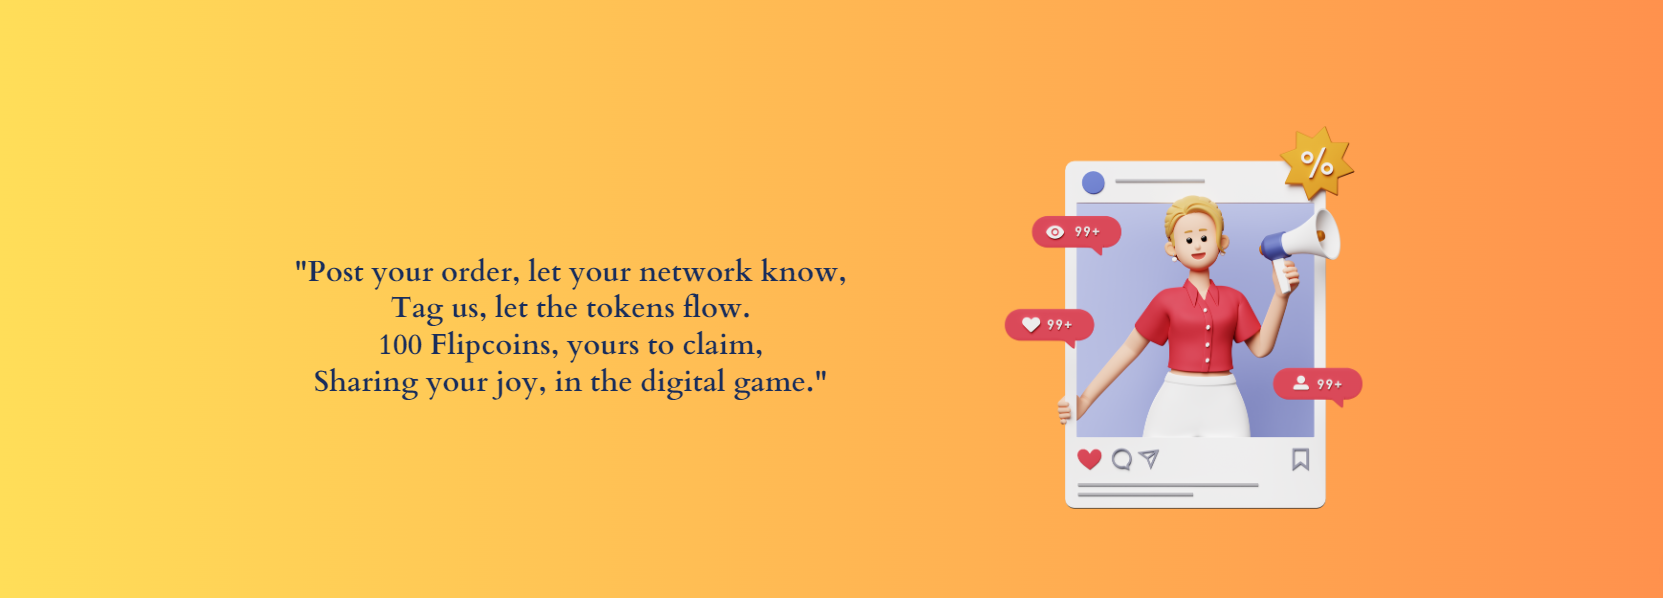 "Post your order, let your network know,
Tag us, let the tokens flow.
100 Flipcoins, yours to claim,
Sharing your joy, in the digital game."
%
99+
99+
99+